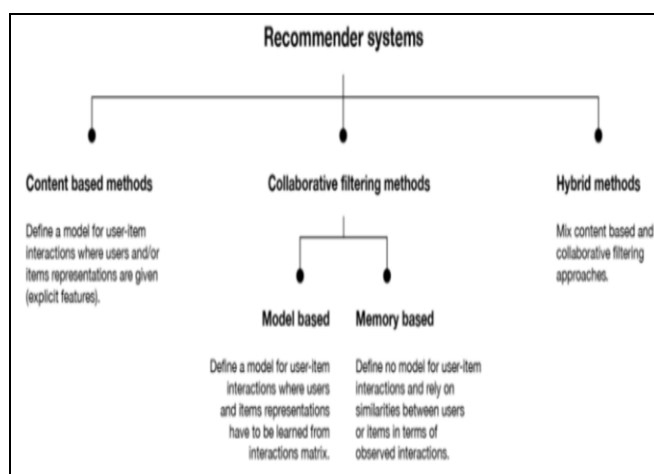 Recommender systems
Content based methods
Define a model for user-item
interactions where users and/or
items representations are given
(explicit features).
Collaborative filtering methods
Hybrid methods
Mix content based and
collaborative filtering
approaches.
Model based
Define a model for user-item
interactions where users
and items representations
have to be learned from
interactions matrix.
Memory based
Define no model for user-item
interactions and rely on
similarities between users
or items in terms of
observed interactions.